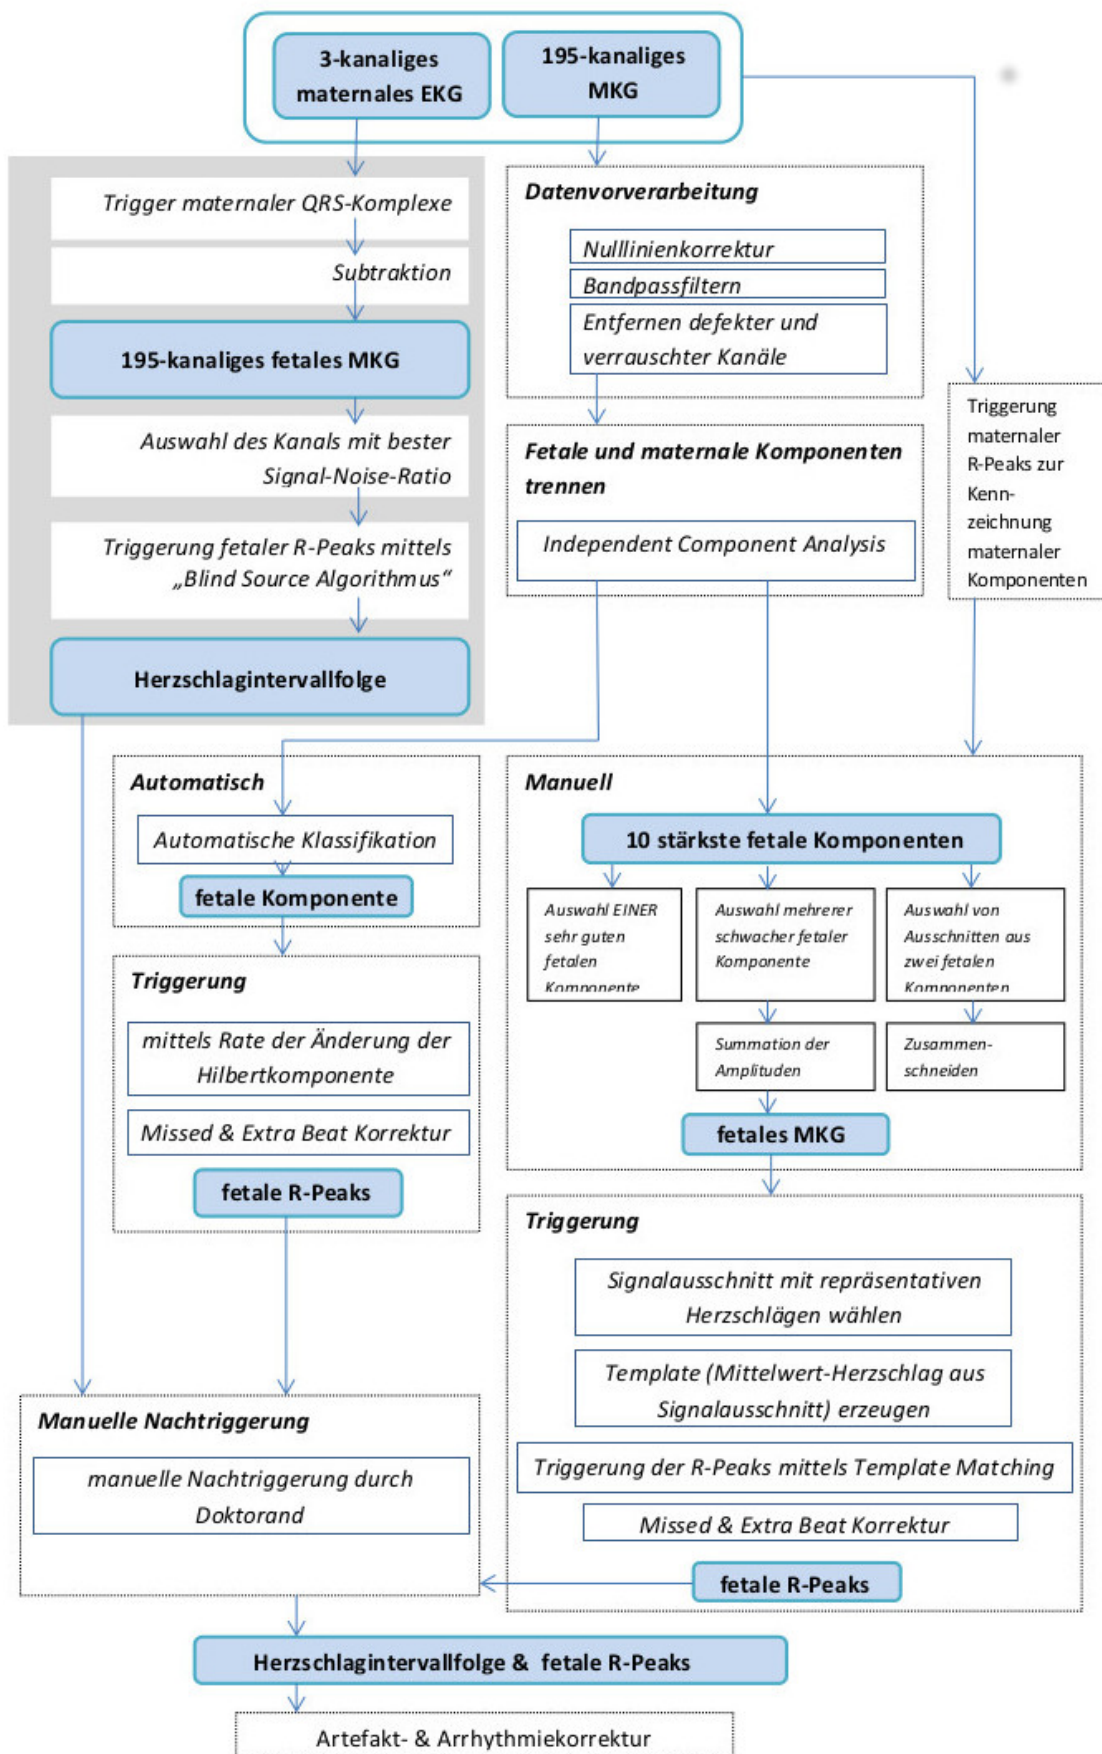 3-kanaliges
maternales EKG
195-kanaliges
MKG
Trigger maternaler QRS-Komplexe
Subtraktion
195-kanaliges fetales MKG
Auswahl des Kanals mit bester
Signal-Noise-Ratio
Triggerung fetaler R-Peaks mittels
„Blind Source Algorithmus“
Herzschlagintervallfolge
Datenvorverarbeitung
Nulllinienkorrektur
Bandpassfiltern
Entfernen defekter und
verrauschter Kanäle
Fetale und maternale Komponenten
trennen
Independent Component Analysis
Triggerung
maternaler
R-Peaks zur
Kenn-
zeichnung
maternaler
Komponenten
Automatisch
Automatische Klassifikation
fetale Komponente
Triggerung
mittels Rate der Änderung der
Hilbertkomponente
Missed & Extra Beat Korrektur
fetale R-Peaks
Manuell
10 stärkste fetale Komponenten
Auswahl EINER
sehr guten
fetalen
Komponente
Auswahl mehrerer
schwacher fetaler
Komponente
Auswahl von
Ausschnitten aus
zwei fetalen
Komponenten
Summation der
Amplituden
Zusammen-
schneiden
fetales MKG
Triggerung
Signalausschnitt mit repräsentativen
Herzschlägen wählen
Template (Mittelwert-Herzschlag aus
Signalausschnitt) erzeugen
Triggerung der R-Peaks mittels Template Matching
Missed & Extra Beat Korrektur
fetale R-Peaks
Manuelle Nachtriggerung
manuelle Nachtriggerung durch
Doktorand
Herzschlagintervallfolge & fetale R-Peaks
Artefakt- & Arrhythmiekorrektur